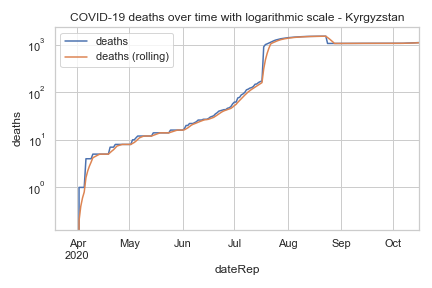 COVID-19 deaths over time with logarithmic scale - Kyrgyzstan
deaths
deaths (rolling)
10³
10²
10¹
10⁰
deaths
Apr
2020
May
Jun
Jul
Aug
Sep
Oct
dateRep